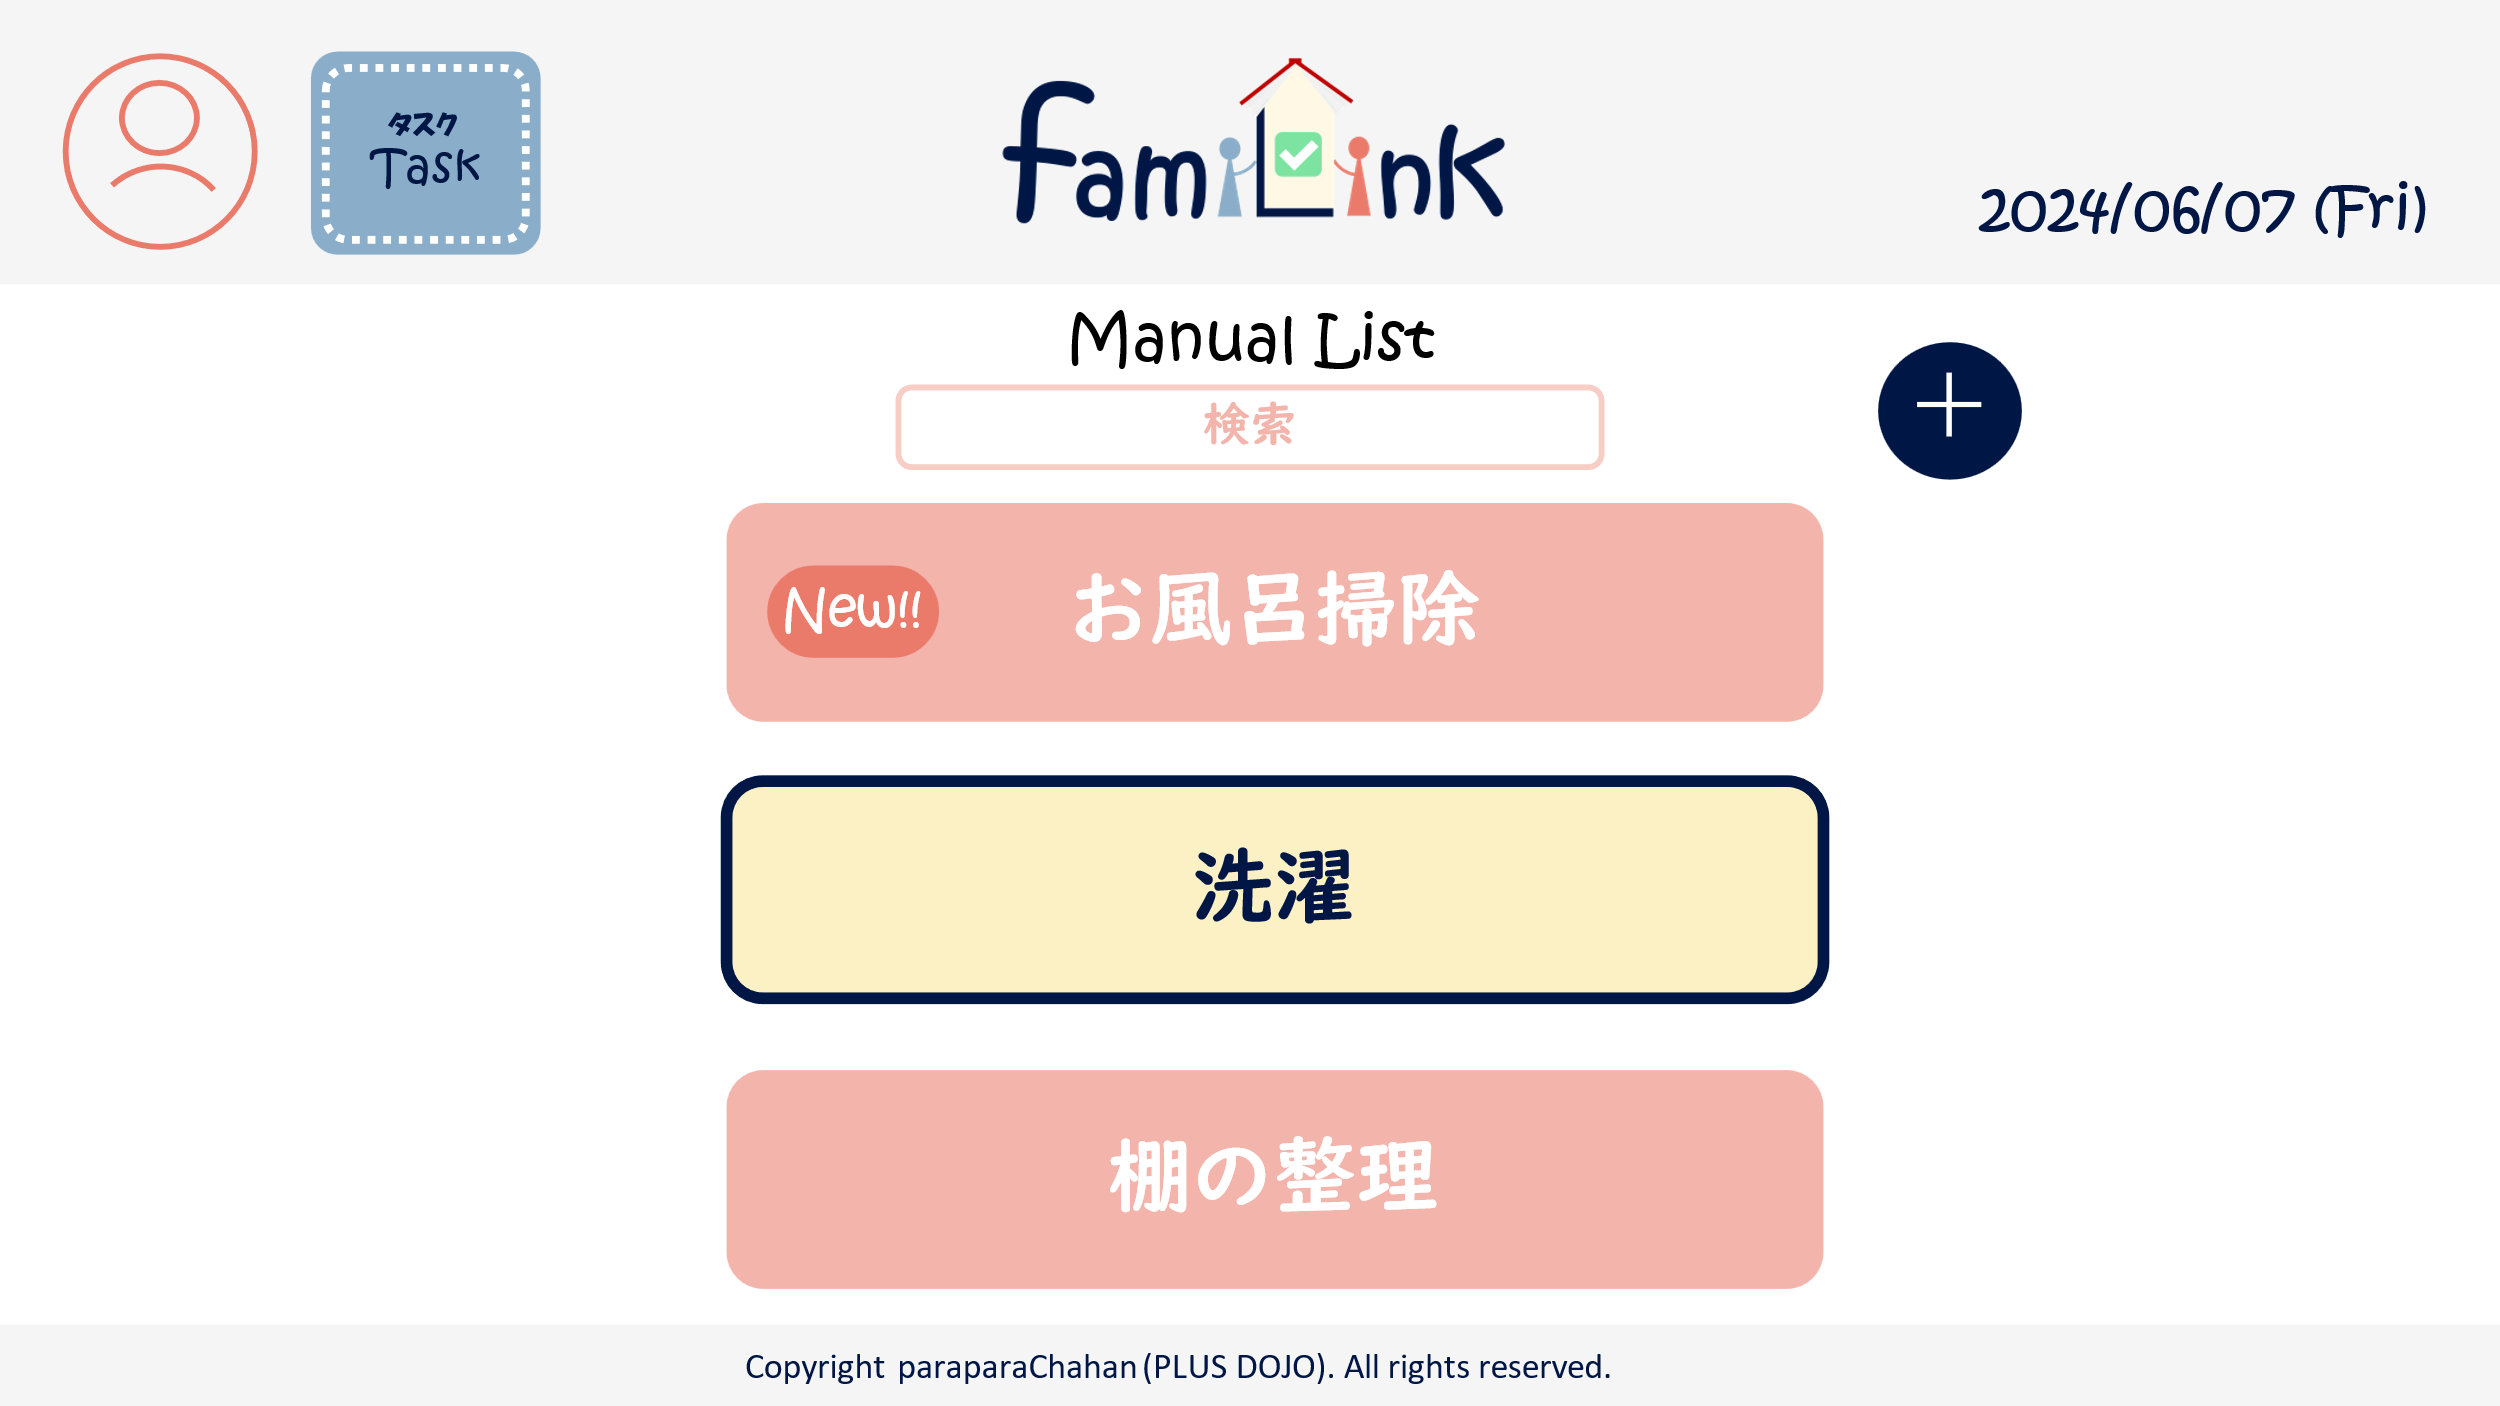 タスク
Task
FamiLink
2024/06/07 (Fri)
Manual List
検索
New!!
お風呂掃除
洗濯
棚の整理
Copyright paraparaChahan(PLUS DOJO). All rights reserved.